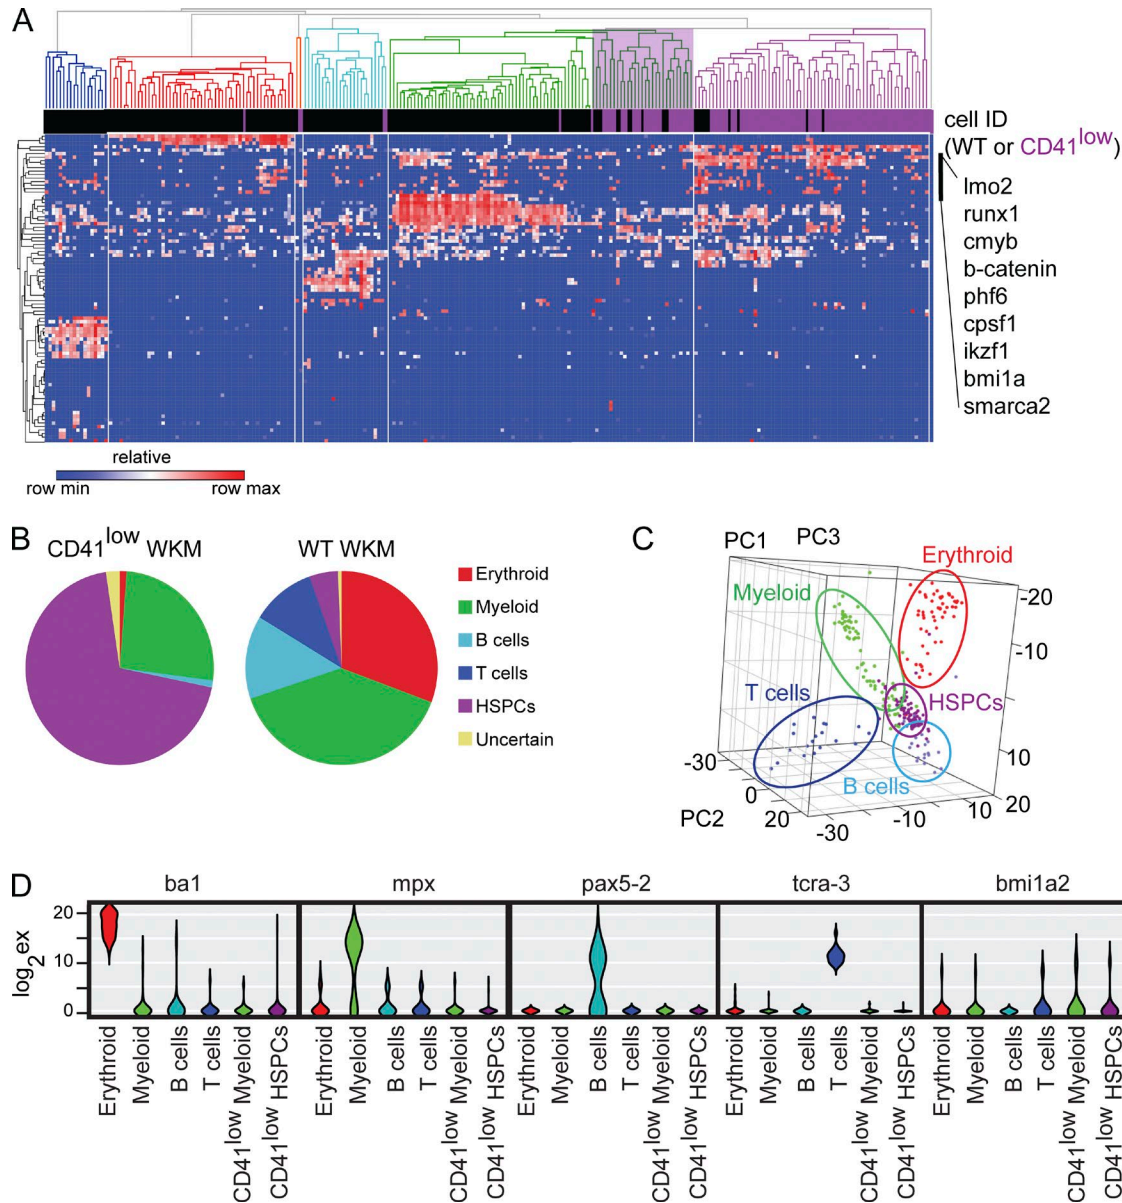 A
cell ID
(WT or CD41low)
lmo2
runx1
cmyb
b-catenin
phf6
cpsf1
ikzf1
bmi1a
smarca2
relative
row min
row max
B
CD41low WKM
WT WKM
Erythroid
Myeloid
B cells
T cells
HSPCs
Uncertain
C
PC1
PC3
Erythroid
Myeloid
-20
-10
T cells
HSPCs
B cells
10
20
-30
0
20
PC2
-30
-10
10
D
ba1
mpx
pax5-2
tcra-3
bmi1a2
log2ex
20
10
0
Erythroid
Myeloid
B cells
T cells
CD41low Myeloid
CD41low HSPCs
Erythroid
Myeloid
B cells
T cells
CD41low Myeloid
CD41low HSPCs
Erythroid
Myeloid
B cells
T cells
CD41low Myeloid
CD41low HSPCs
Erythroid
Myeloid
B cells
T cells
CD41low Myeloid
CD41low HSPCs
Erythroid
Myeloid
B cells
T cells
CD41low Myeloid
CD41low HSPCs